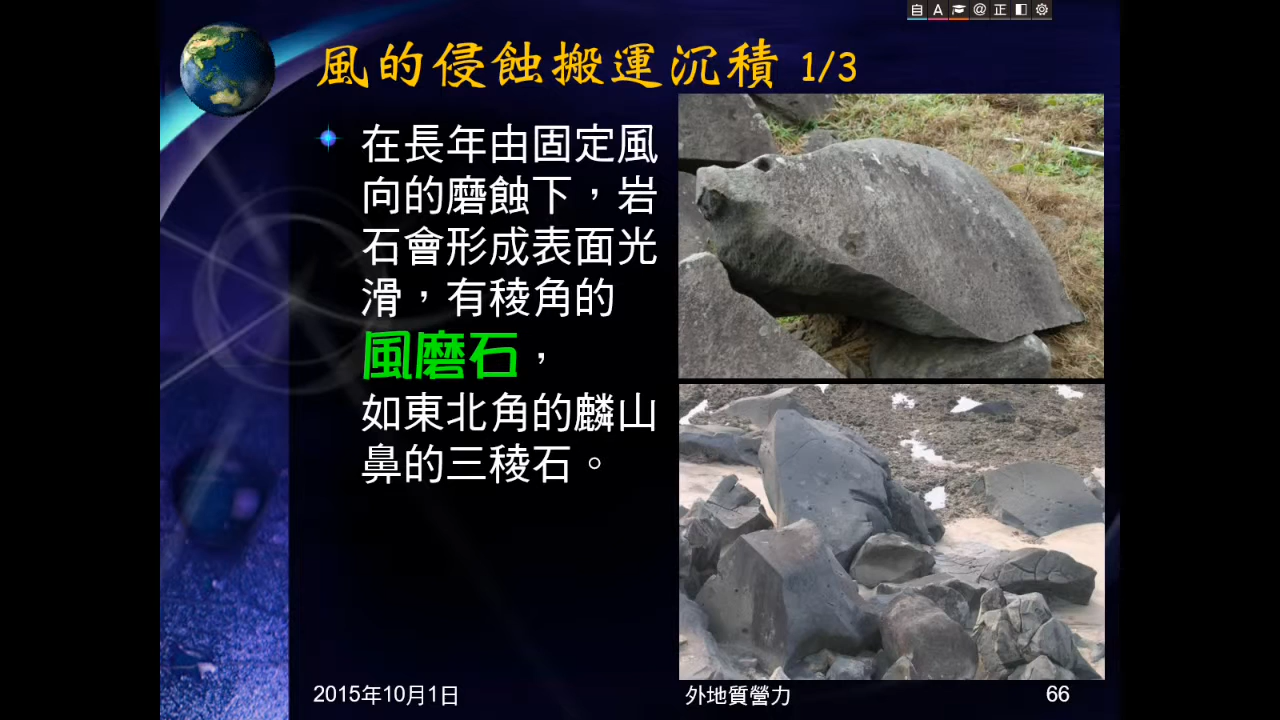 自 A @ 正
風的侵蝕搬運沉積 1/3
在長年由固定風
向的磨蝕下，岩
石會形成表面光
滑，有稜角的
風磨石，
如東北角的麟山
鼻的三稜石。
2015年10月1日
外地質營力
66